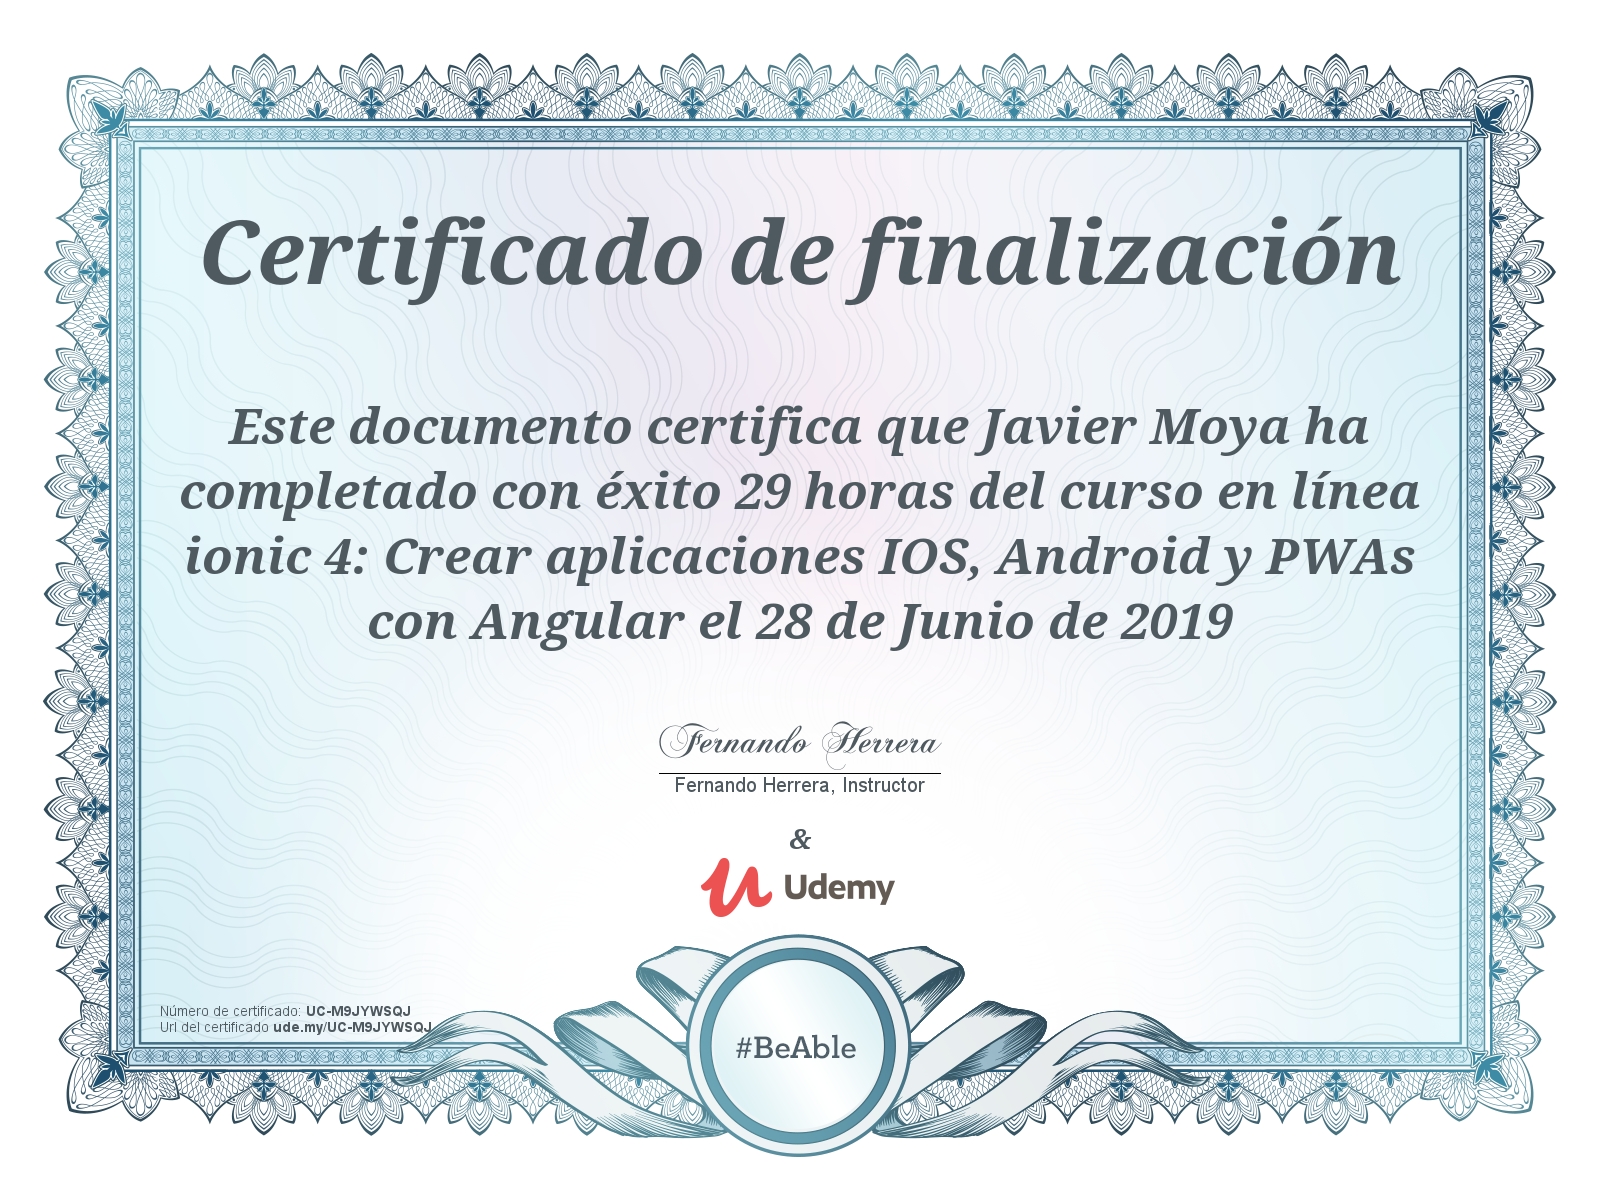 Certificado de finalización
Este documento certifica que Javier Moya ha
completado con éxito 29 horas del curso en línea
ionic 4: Crear aplicaciones IOS, Android y PWAs
con Angular el 28 de Junio de 2019
Fernando Herrera
Fernando Herrera, Instructor
&
Udemy
#BeAble
Número de certificado: UC-M9JYWSQJ
Url del certificado ude.my/UC-M9JYWSQJ